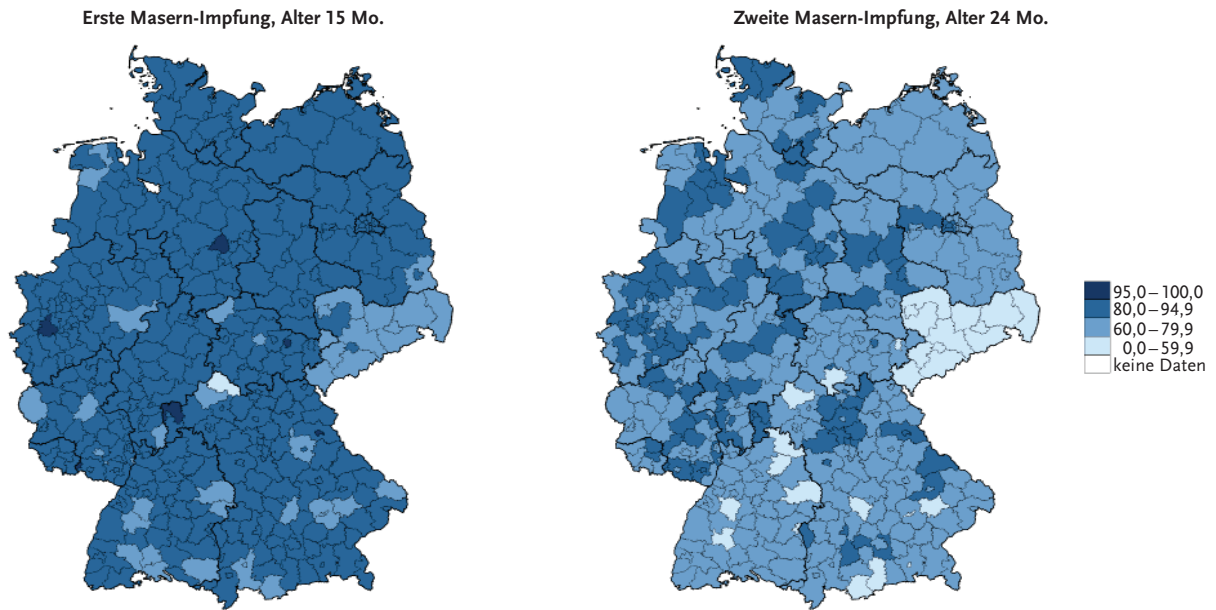 Erste Masern-Impfung, Alter 15 Mo.
Zweite Masern-Impfung, Alter 24 Mo.
95,0–100,0
80,0–94,9
60,0–79,9
0,0–59,9
keine Daten